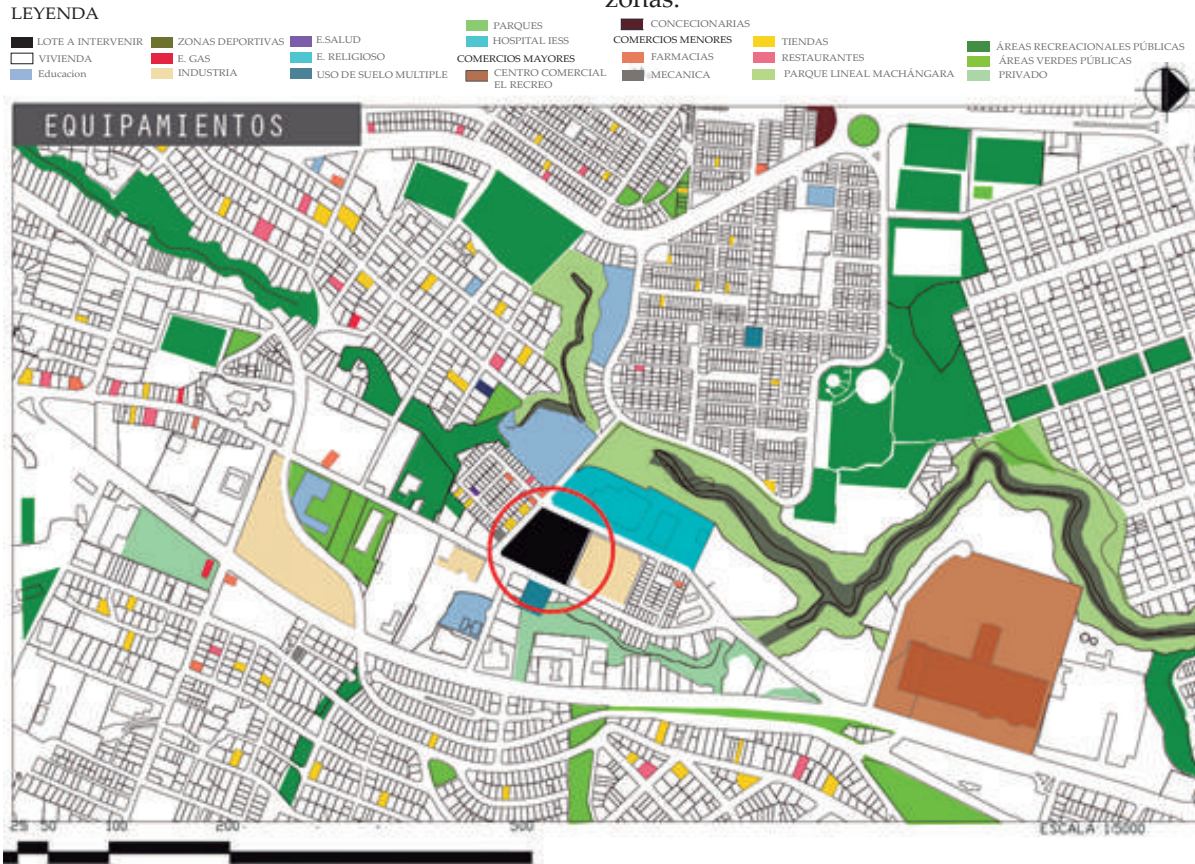 zonas.
LEYENDA
LOTE A INTERVENIR
VIVIENDA
Educacion
ZONAS DEPORTIVAS
E. GAS
INDUSTRIA
E.SALUD
E. RELIGIOSO
USO DE SUELO MULTIPLE
PARQUES
HOSPITAL IESS
COMERCIOS MAYORES
CENTRO COMERCIAL
EL RECREO
CONCECIONARIAS
COMERCIOS MENORES
FARMACIAS
MECANICA
TIENDAS
RESTAURANTES
PARQUE LINEAL MACHÁNGARA
ÁREAS RECREACIONALES PÚBLICAS
ÁREAS VERDES PÚBLICAS
PRIVADO
EQUIPAMIENTOS
25 50 100 200 500
ESCALA 1:5000